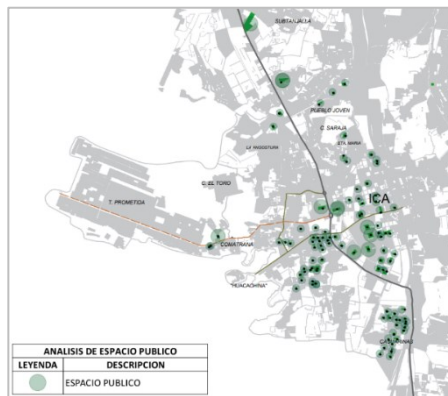 SUBTANJALLA
PUEBLO JOVEN
C. SARAJA
STA. MARIA
LA ANGOSTURA
C. EL TORO
T. PROMETIDA
ICA
COMATRANA
"HUACACHINA"
ANALISIS DE ESPACIO PUBLICO
LEYENDA DESCRIPCION
ESPACIO PUBLICO